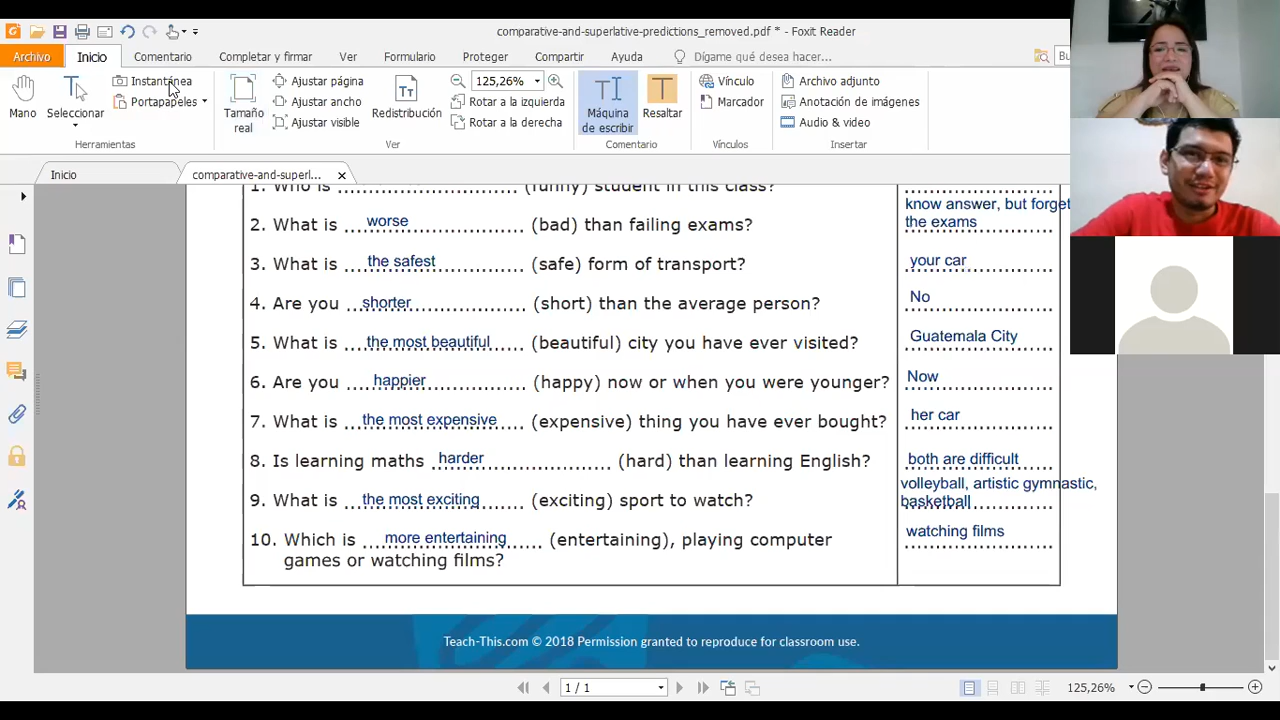 comparative-and-superlative-predictions_removed.pdf * - Foxit Reader
Archivo Inicio Comentario Completar y firmar Ver Formulario Proteger Compartir Ayuda Dígame qué desea hacer... Bu
Mano
Seleccionar
Instantánea
Portapapeles
Herramientas
Tamaño real
Ajustar página
Ajustar ancho
Ajustar visible
Redistribución
125,26%
Rotar a la izquierda
Rotar a la derecha
Ver
Máquina de escribir
Resaltar
Comentario
Vínculo
Marcador
Vínculos
Archivo adjunto
Anotación de imágenes
Audio & video
Insertar
Inicio
comparative-and-superl...
1. Who is .............................. (funny) student in this class?
know answer, but forget
the exams
2. What is worse (bad) than failing exams?
3. What is the safest (safe) form of transport? your car
4. Are you shorter (short) than the average person? No
5. What is the most beautiful (beautiful) city you have ever visited? Guatemala City
6. Are you happier (happy) now or when you were younger? Now
7. What is the most expensive (expensive) thing you have ever bought? her car
8. Is learning maths harder (hard) than learning English? both are difficult
volleyball, artistic gymnastic,
9. What is the most exciting (exciting) sport to watch? basketball
10. Which is more entertaining (entertaining), playing computer watching films
games or watching films?
Teach-This.com © 2018 Permission granted to reproduce for classroom use.
1 / 1
125,26%